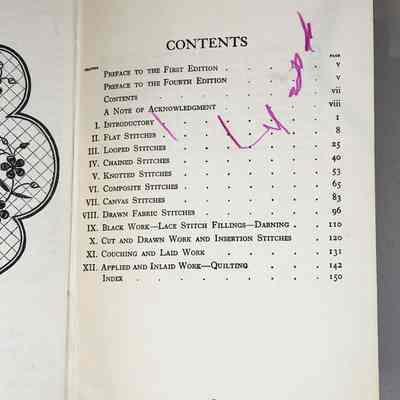 CONTENTS
CHAPTER PAGE
PREFACE TO THE FIRST EDITION . . . . . V
PREFACE TO THE FOURTH EDITION . . . . . V
CONTENTS . . . . . . . vii
A NOTE OF ACKNOWLEDGMENT . . . . . viii
I. INTRODUCTORY . . . . . . . 1
II. FLAT STITCHES . . . . . . . 8
III. LOOPED STITCHES . . . . . . . 25
IV. CHAINED STITCHES . . . . . . . 40
V. KNOTTED STITCHES . . . . . . . 53
VI. COMPOSITE STITCHES . . . . . . . 65
VII. CANVAS STITCHES . . . . . . . 83
VIII. DRAWN FABRIC STITCHES . . . . . . 96
IX. BLACK WORK—LACE STITCH FILLINGS—DARNING . . 110
X. CUT AND DRAWN WORK AND INSERTION STITCHES . . 120
XI. COUCHING AND LAID WORK . . . . . 131
XII. APPLIED AND INLAID WORK—QUILTING . . . . 142
INDEX . . . . . . . . 150